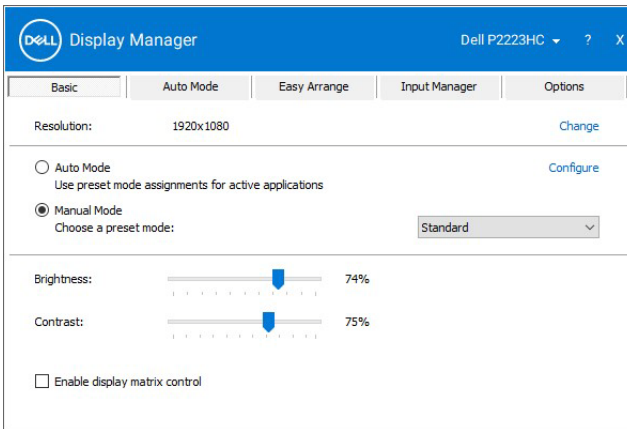 DELL Display Manager Dell P2223HC ? X
Basic Auto Mode Easy Arrange Input Manager Options
Resolution: 1920x1080 Change
Auto Mode Configure
Use preset mode assignments for active applications
Manual Mode
Choose a preset mode: Standard
Brightness: 74%
Contrast: 75%
Enable display matrix control